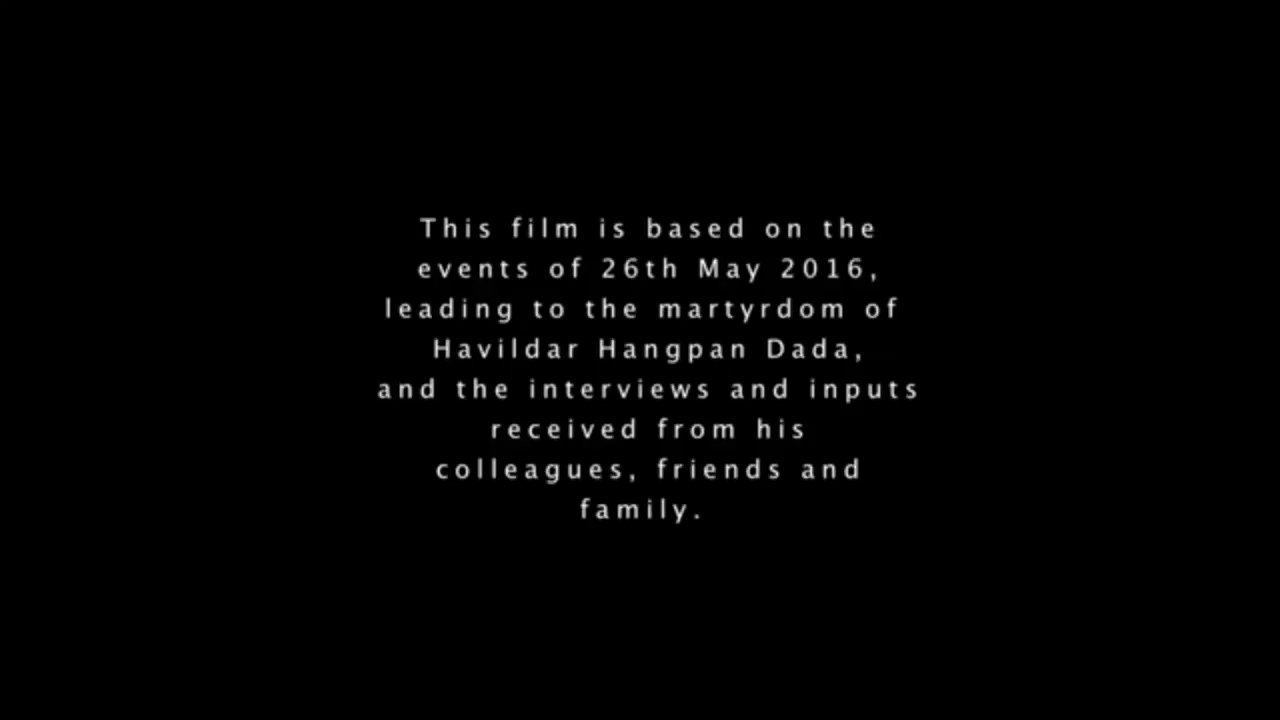 This film is based on the
events of 26th May 2016,
leading to the martyrdom of
Havildar Hangpan Dada,
and the interviews and inputs
received from his
colleagues, friends and
family.